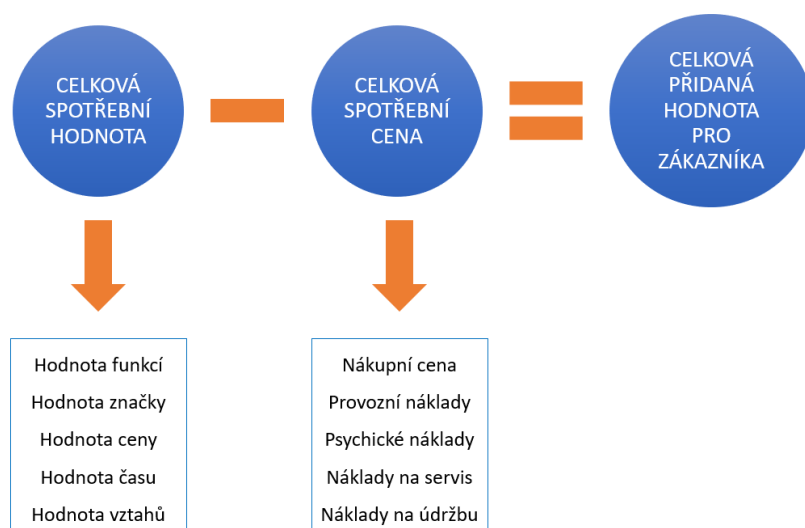 CELKOVÁ
SPOTŘEBNÍ
HODNOTA
CELKOVÁ
SPOTŘEBNÍ
CENA
CELKOVÁ
PŘIDANÁ
HODNOTA
PRO
ZÁKAZNÍKA
Hodnota funkcí
Hodnota značky
Hodnota ceny
Hodnota času
Hodnota vztahů
Nákupní cena
Provozní náklady
Psychické náklady
Náklady na servis
Náklady na údržbu